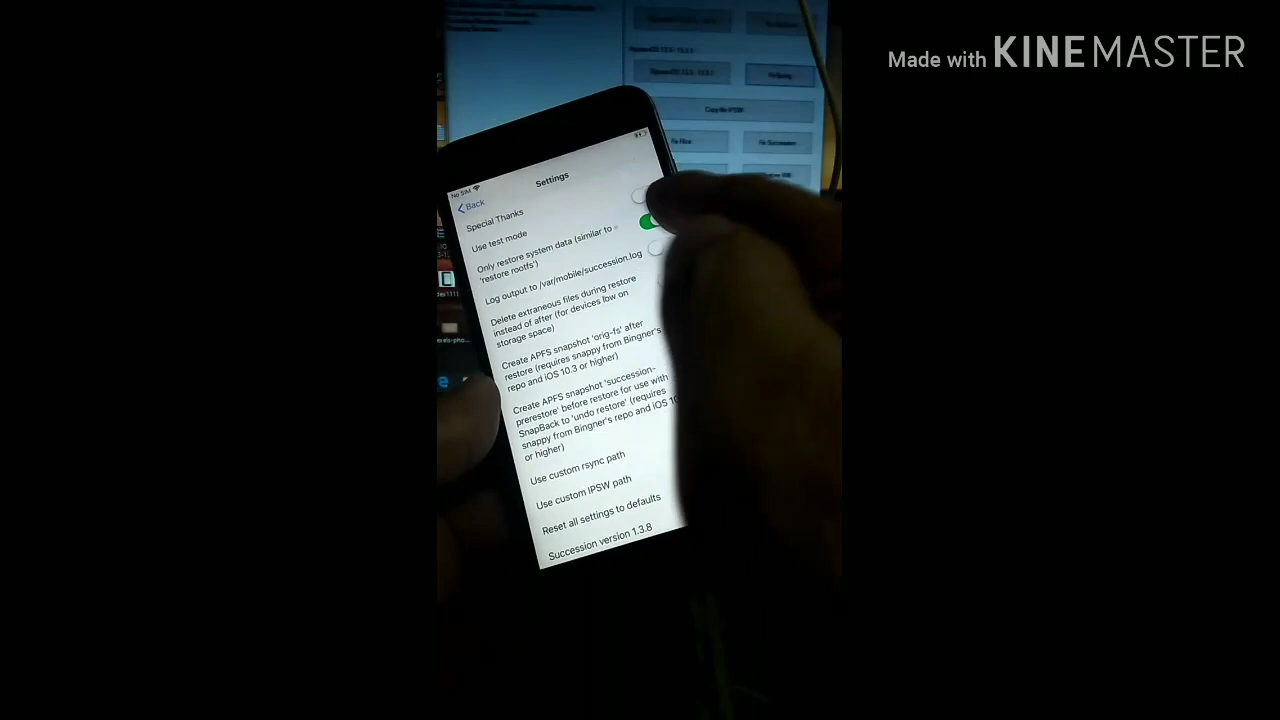 Made with KINEMASTER
Copy No IPSW
No SIM
Settings
Back
Special Thanks
Use test mode
Only restore system data (similar to
'restore rootfs')
Log output to /var/mobile/succession.log
Delete extraneous files during restore
instead of after (for devices low on
storage space)
Create APFS snapshot 'orig-fs' after
restore (requires snappy from Bingner's
repo and iOS 10.3 or higher)
Create APFS snapshot 'succession-
prerestore' before restore for use with
SnapBack to 'undo restore' (requires
snappy from Bingner's repo and iOS 10
or higher)
Use custom rsync path
Use custom IPSW path
Reset all settings to defaults
Succession version 1.3.8